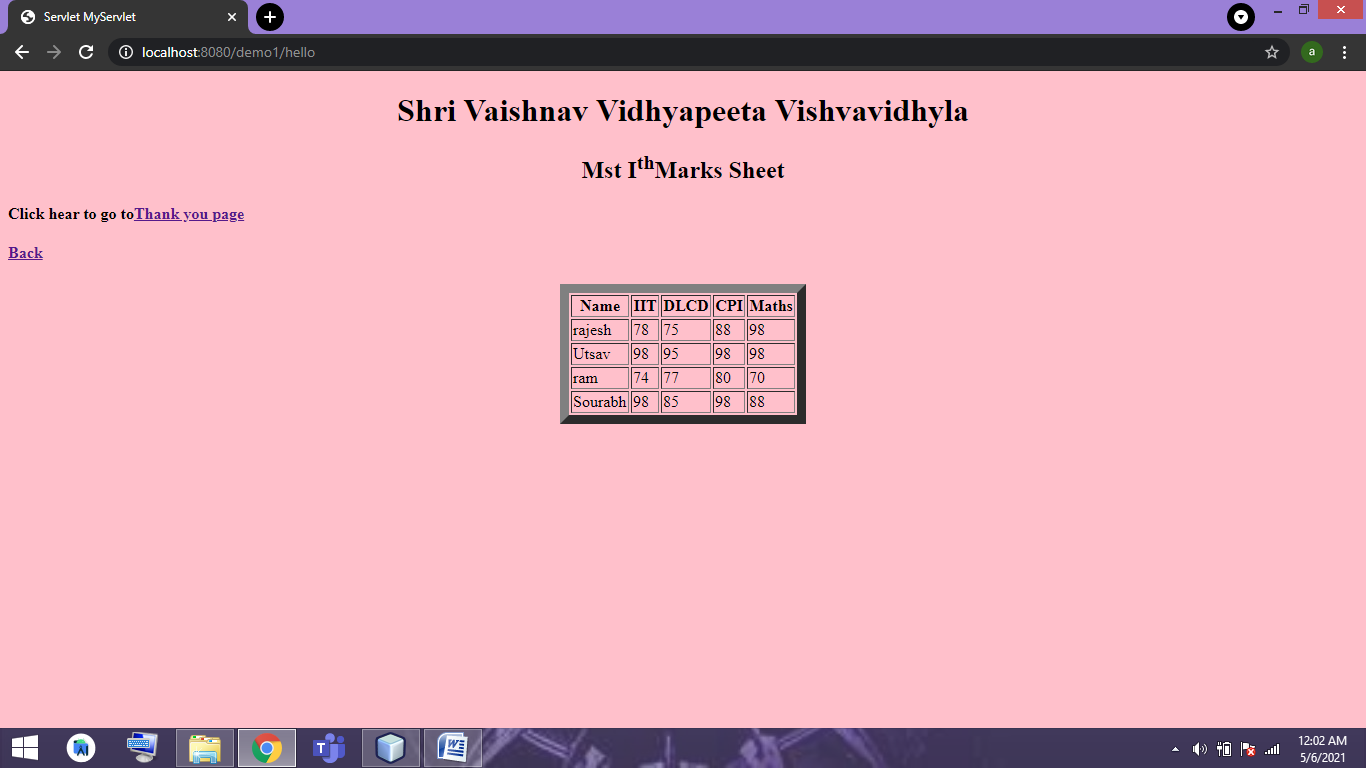 Servlet MyServlet
localhost:8080/demo1/hello
a
Shri Vaishnav Vidhyapeeta Vishvavidhyla
Mst IthMarks Sheet
Click hear to go toThank you page
Back
Name IIT DLCD CPI Maths
rajesh 78 75 88 98
Utsav 98 95 98 98
ram 74 77 80 70
Sourabh 98 85 98 88
12:02 AM
5/6/2021